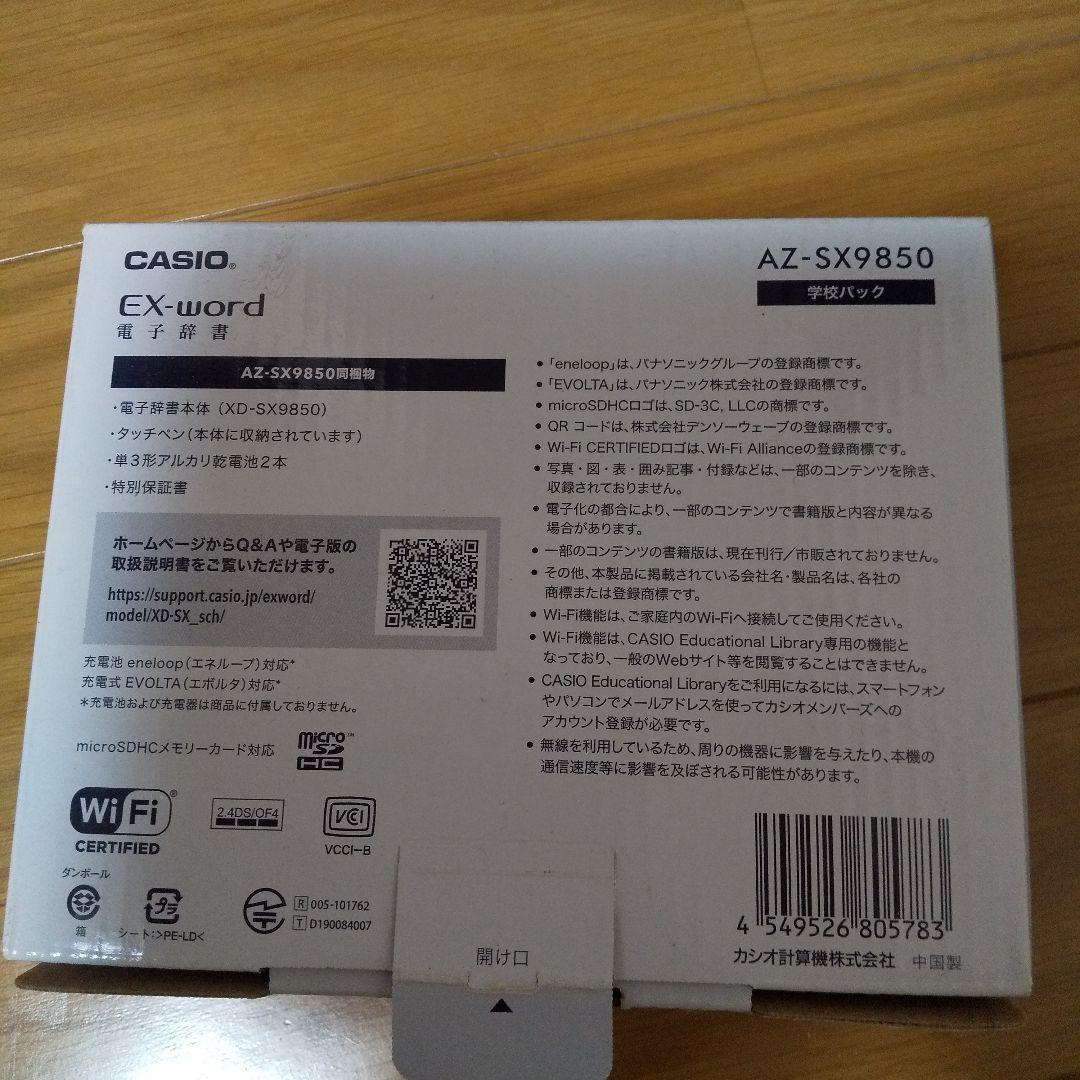 CASIO®
EX-word
電子辞書
AZ-SX9850
学校パック
AZ-SX9850同梱物
・電子辞書本体（XD-SX9850）
・タッチペン（本体に収納されています）
・単3形アルカリ乾電池2本
・特別保証書
ホームページからQ&Aや電子版の
取扱説明書をご覧いただけます。
https://support.casio.jp/exword/
model/XD-SX_sch/
充電池 eneloop（エネループ）対応*
充電式 EVOLTA（エボルタ）対応*
*充電池および充電器は商品に付属しておりません。
microSDHCメモリーカード対応
micro™
SD
HC
Wi Fi®
CERTIFIED
2.4DS/OF4
VCI
VCCI-B
ダンボール
箱
プラ
シート:>PE-LD<
R 005-101762
T D190084007
• 「eneloop」は、パナソニックグループの登録商標です。
• 「EVOLTA」は、パナソニック株式会社の登録商標です。
• microSDHCロゴは、SD-3C, LLCの商標です。
• QR コードは、株式会社デンソーウェーブの登録商標です。
• Wi-Fi CERTIFIEDロゴは、Wi-Fi Allianceの登録商標です。
• 写真・図・表・囲み記事・付録などは、一部のコンテンツを除き、
収録されておりません。
• 電子化の都合により、一部のコンテンツで書籍版と内容が異なる
場合があります。
• 一部のコンテンツの書籍版は、現在刊行／市販されておりません。
• その他、本製品に掲載されている会社名・製品名は、各社の
商標または登録商標です。
• Wi-Fi機能は、ご家庭内のWi-Fiへ接続してご使用ください。
• Wi-Fi機能は、CASIO Educational Library専用の機能と
なっており、一般のWebサイト等を閲覧することはできません。
• CASIO Educational Libraryをご利用になるには、スマートフォン
やパソコンでメールアドレスを使ってカシオメンバーズへの
アカウント登録が必要です。
• 無線を利用しているため、周りの機器に影響を与えたり、本機の
通信速度等に影響を及ぼされる可能性があります。
4 549526 805783
カシオ計算機株式会社 中国製
開け口